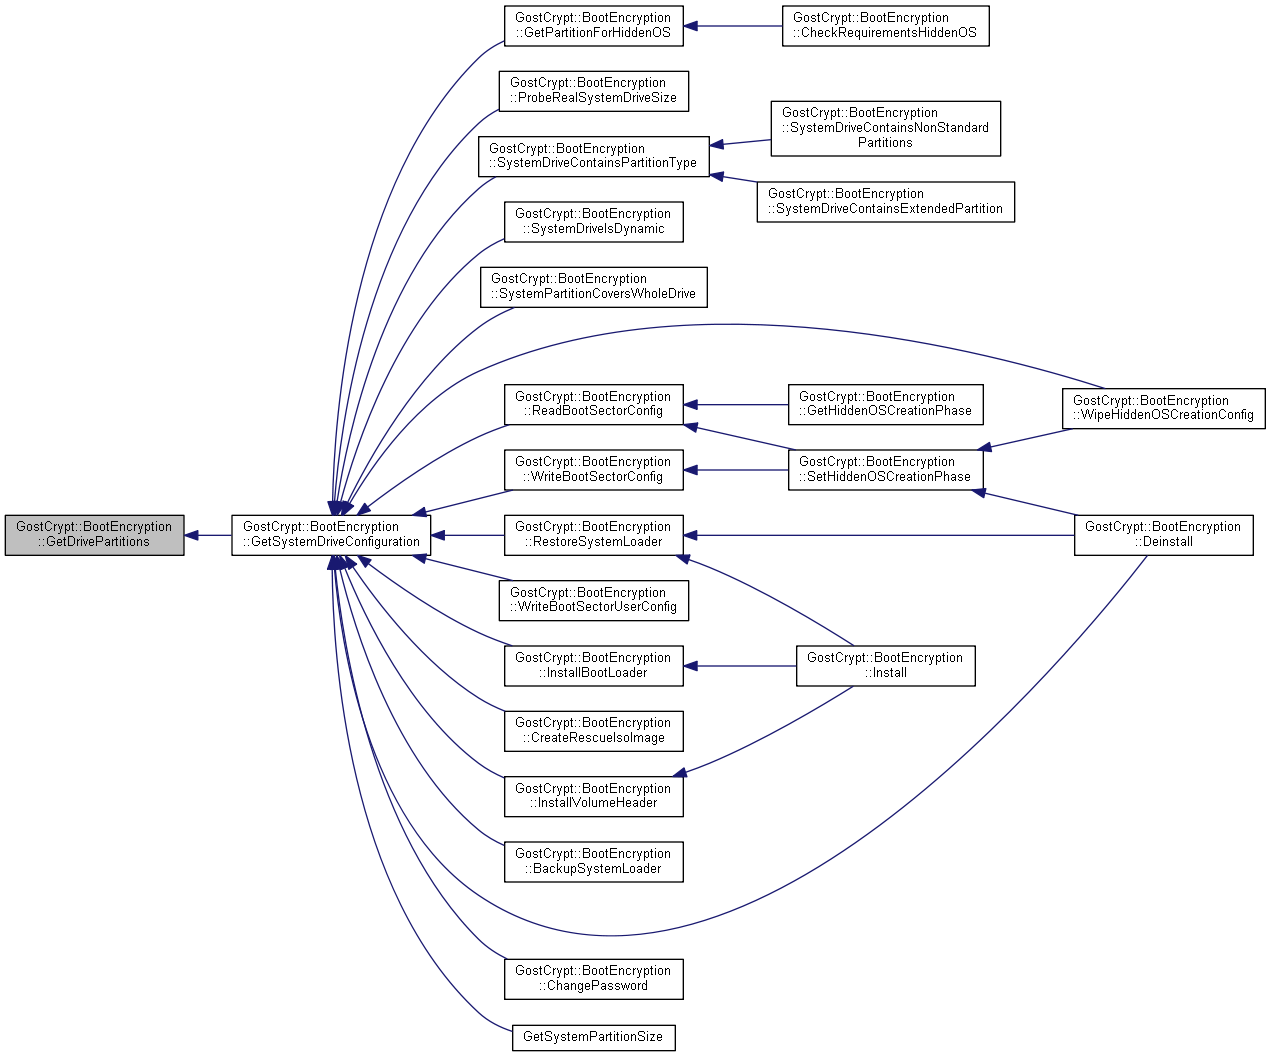 GostCrypt::BootEncryption
::GetPartitionForHiddenOS
GostCrypt::BootEncryption
::CheckRequirementsHiddenOS
GostCrypt::BootEncryption
::ProbeRealSystemDriveSize
GostCrypt::BootEncryption
::SystemDriveContainsNonStandard
Partitions
GostCrypt::BootEncryption
::SystemDriveContainsPartitionType
GostCrypt::BootEncryption
::SystemDriveContainsExtendedPartition
GostCrypt::BootEncryption
::SystemDriveIsDynamic
GostCrypt::BootEncryption
::SystemPartitionCoversWholeDrive
GostCrypt::BootEncryption
::ReadBootSectorConfig
GostCrypt::BootEncryption
::GetHiddenOSCreationPhase
GostCrypt::BootEncryption
::WipeHiddenOSCreationConfig
GostCrypt::BootEncryption
::WriteBootSectorConfig
GostCrypt::BootEncryption
::SetHiddenOSCreationPhase
GostCrypt::BootEncryption
::GetDrivePartitions
GostCrypt::BootEncryption
::GetSystemDriveConfiguration
GostCrypt::BootEncryption
::RestoreSystemLoader
GostCrypt::BootEncryption
::Deinstall
GostCrypt::BootEncryption
::WriteBootSectorUserConfig
GostCrypt::BootEncryption
::InstallBootLoader
GostCrypt::BootEncryption
::Install
GostCrypt::BootEncryption
::CreateRescueIsoImage
GostCrypt::BootEncryption
::InstallVolumeHeader
GostCrypt::BootEncryption
::BackupSystemLoader
GostCrypt::BootEncryption
::ChangePassword
GetSystemPartitionSize